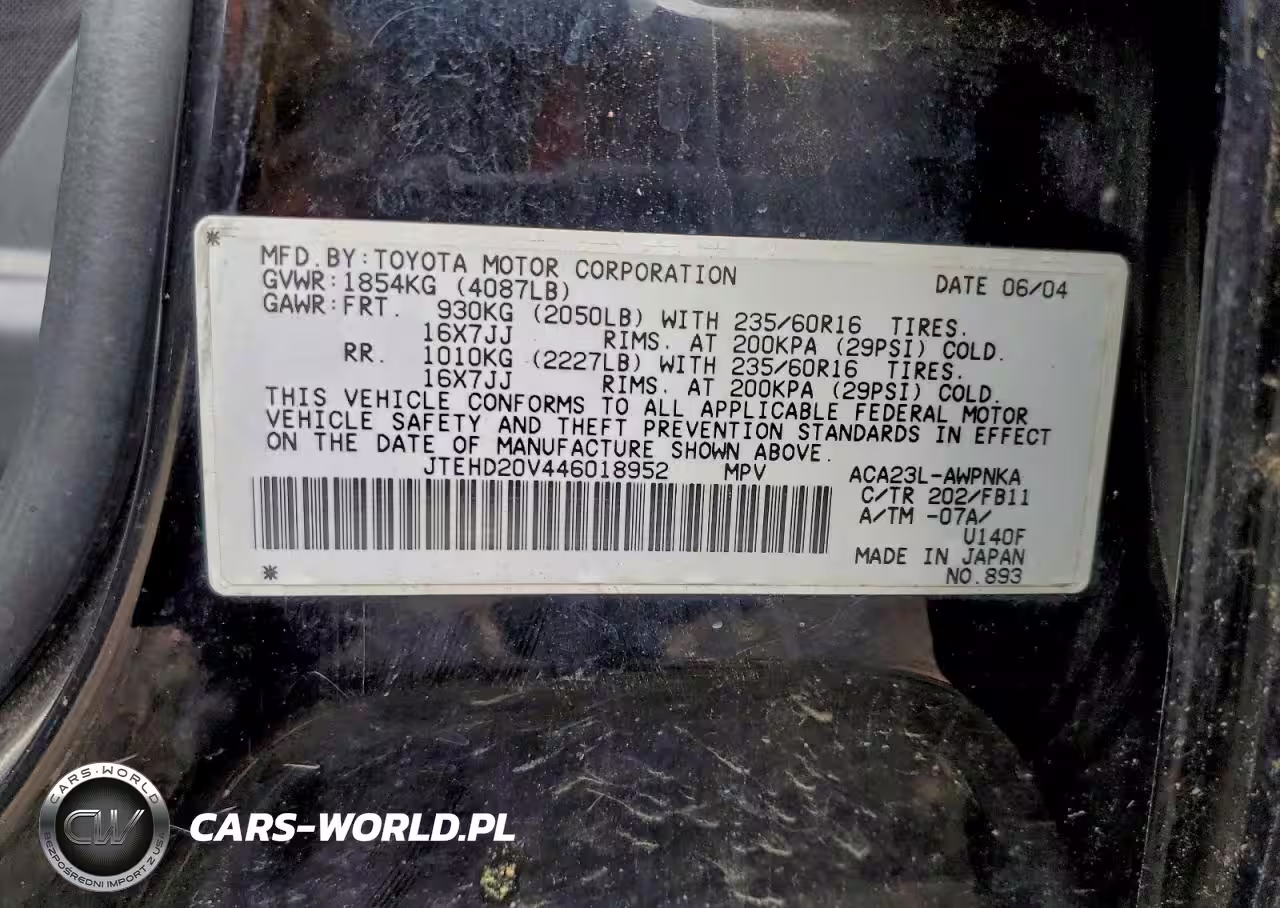 MFD.BY:TOYOTA MOTOR CORPORATION DATE 06/04
GVWR:1854KG (4087LB)
GAWR:FRT. 930KG (2050LB) WITH 235/60R16 TIRES.
16X7JJ RIMS. AT 200KPA (29PSI) COLD.
RR. 1010KG (2227LB) WITH 235/60R16 TIRES.
16X7JJ RIMS. AT 200KPA (29PSI) COLD.
THIS VEHICLE CONFORMS TO ALL APPLICABLE FEDERAL MOTOR
VEHICLE SAFETY AND THEFT PREVENTION STANDARDS IN EFFECT
ON THE DATE OF MANUFACTURE SHOWN ABOVE.
JTEHD20V446018952 MPV ACA23L-AWPNKA
C/TR 202/FB11
A/TM -07A/
U140F
MADE IN JAPAN
NO.893
CARS-WORLD
CW
BEZPOŚREDNI IMPORT Z USA
CARS-WORLD.PL